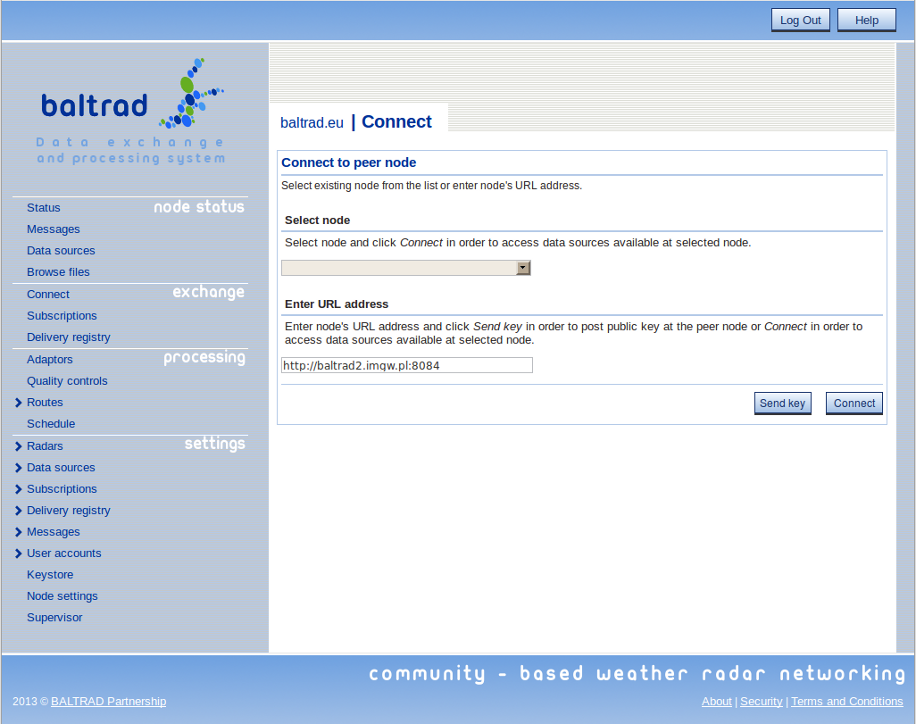 Log Out Help
baltrad
Data exchange
and processing system
baltrad.eu | Connect
node status
Status
Messages
Data sources
Browse files
exchange
Connect
Subscriptions
Delivery registry
processing
Adaptors
Quality controls
Routes
Schedule
settings
Radars
Data sources
Subscriptions
Delivery registry
Messages
User accounts
Keystore
Node settings
Supervisor
Connect to peer node
Select existing node from the list or enter node's URL address.
Select node
Select node and click Connect in order to access data sources available at selected node.
Enter URL address
Enter node's URL address and click Send key in order to post public key at the peer node or Connect in order to
access data sources available at selected node.
http://baltrad2.imgw.pl:8084
Send key Connect
community - based weather radar networking
2013 © BALTRAD Partnership
About | Security | Terms and Conditions